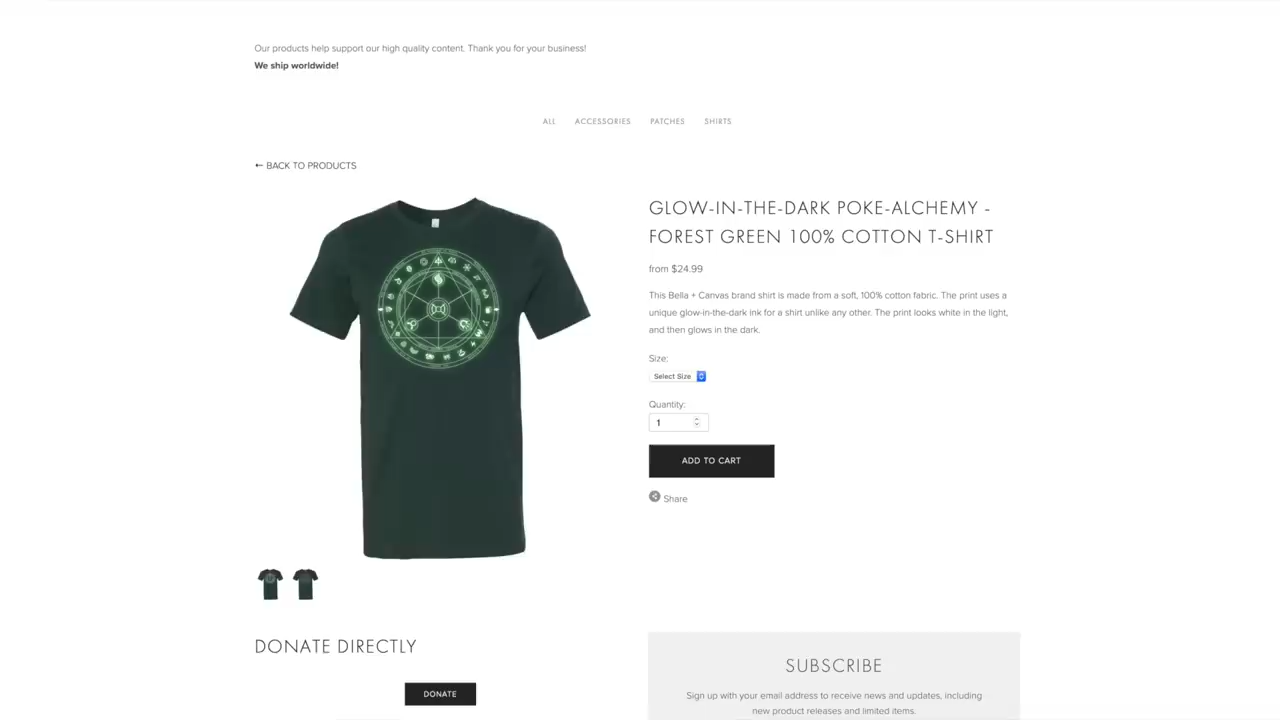 Our products help support our high quality content. Thank you for your business!
We ship worldwide!
ALL ACCESSORIES PATCHES SHIRTS
← BACK TO PRODUCTS
GLOW-IN-THE-DARK POKE-ALCHEMY -
FOREST GREEN 100% COTTON T-SHIRT
from $24.99
This Bella + Canvas brand shirt is made from a soft, 100% cotton fabric. The print uses a
unique glow-in-the-dark ink for a shirt unlike any other. The print looks white in the light,
and then glows in the dark.
Size:
Select Size
Quantity:
1
ADD TO CART
Share
DONATE DIRECTLY
DONATE
SUBSCRIBE
Sign up with your email address to receive news and updates, including
new product releases and limited items.